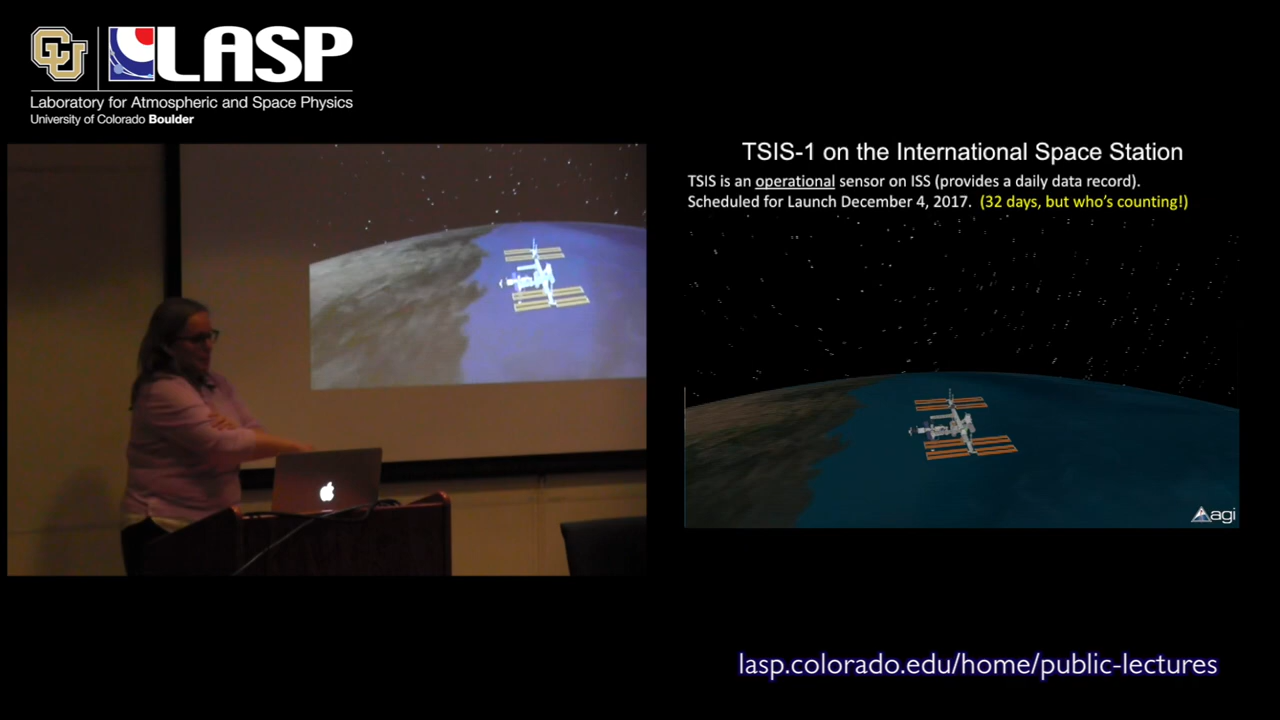 CU
LASP
Laboratory for Atmospheric and Space Physics
University of Colorado Boulder
TSIS-1 on the International Space Station
TSIS is an operational sensor on ISS (provides a daily data record).
Scheduled for Launch December 4, 2017. (32 days, but who's counting!)
agi
lasp.colorado.edu/home/public-lectures